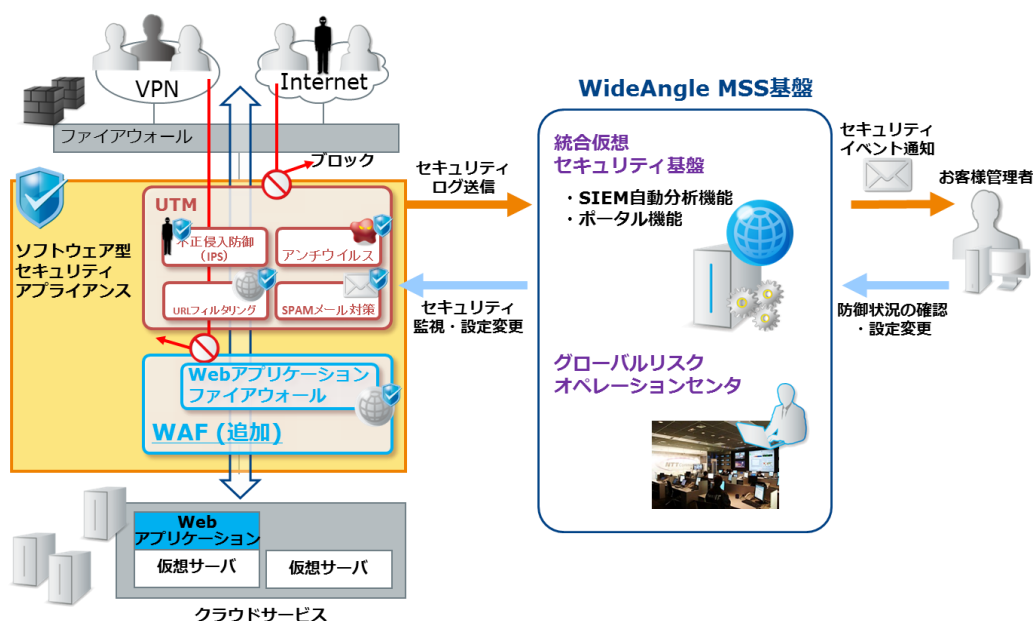 VPN
Internet
ファイアウォール
ブロック
ソフトウェア型
セキュリティ
アプライアンス
UTM
不正侵入防御
(IPS)
アンチウイルス
URLフィルタリング
SPAMメール対策
Webアプリケーション
ファイアウォール
WAF (追加)
Web
アプリケーション
仮想サーバ
仮想サーバ
クラウドサービス
セキュリティ
ログ送信
セキュリティ
監視・設定変更
WideAngle MSS基盤
統合仮想
セキュリティ基盤
・SIEM自動分析機能
・ポータル機能
グローバルリスク
オペレーションセンタ
セキュリティ
イベント通知
お客様管理者
防御状況の確認
・設定変更